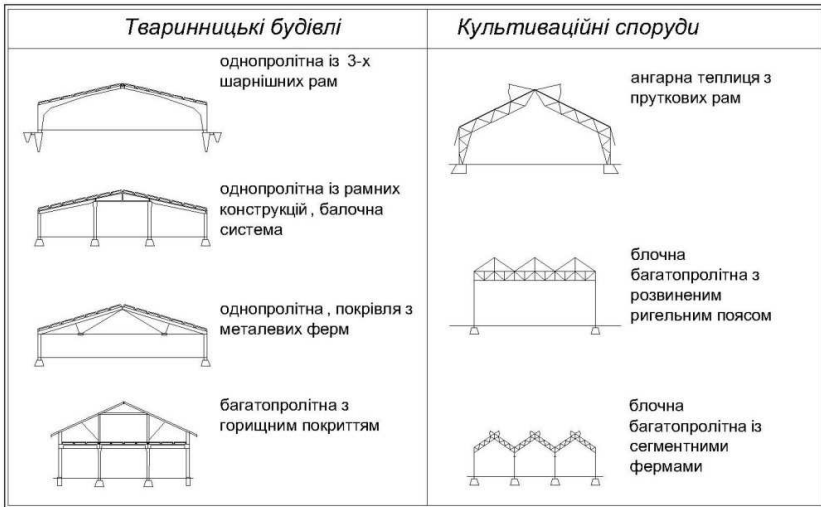 Тваринницькі будівлі
однопролітна із 3-х
шарнішних рам
однопролітна із рамних
конструкцій , балочна
система
однопролітна , покрівля з
металевих ферм
багатопролітна з
горищним покриттям
Культиваційні споруди
ангарна теплиця з
пруткових рам
блочна
багатопролітна з
розвиненим
ригельним поясом
блочна
багатопролітна із
сегментними
фермами